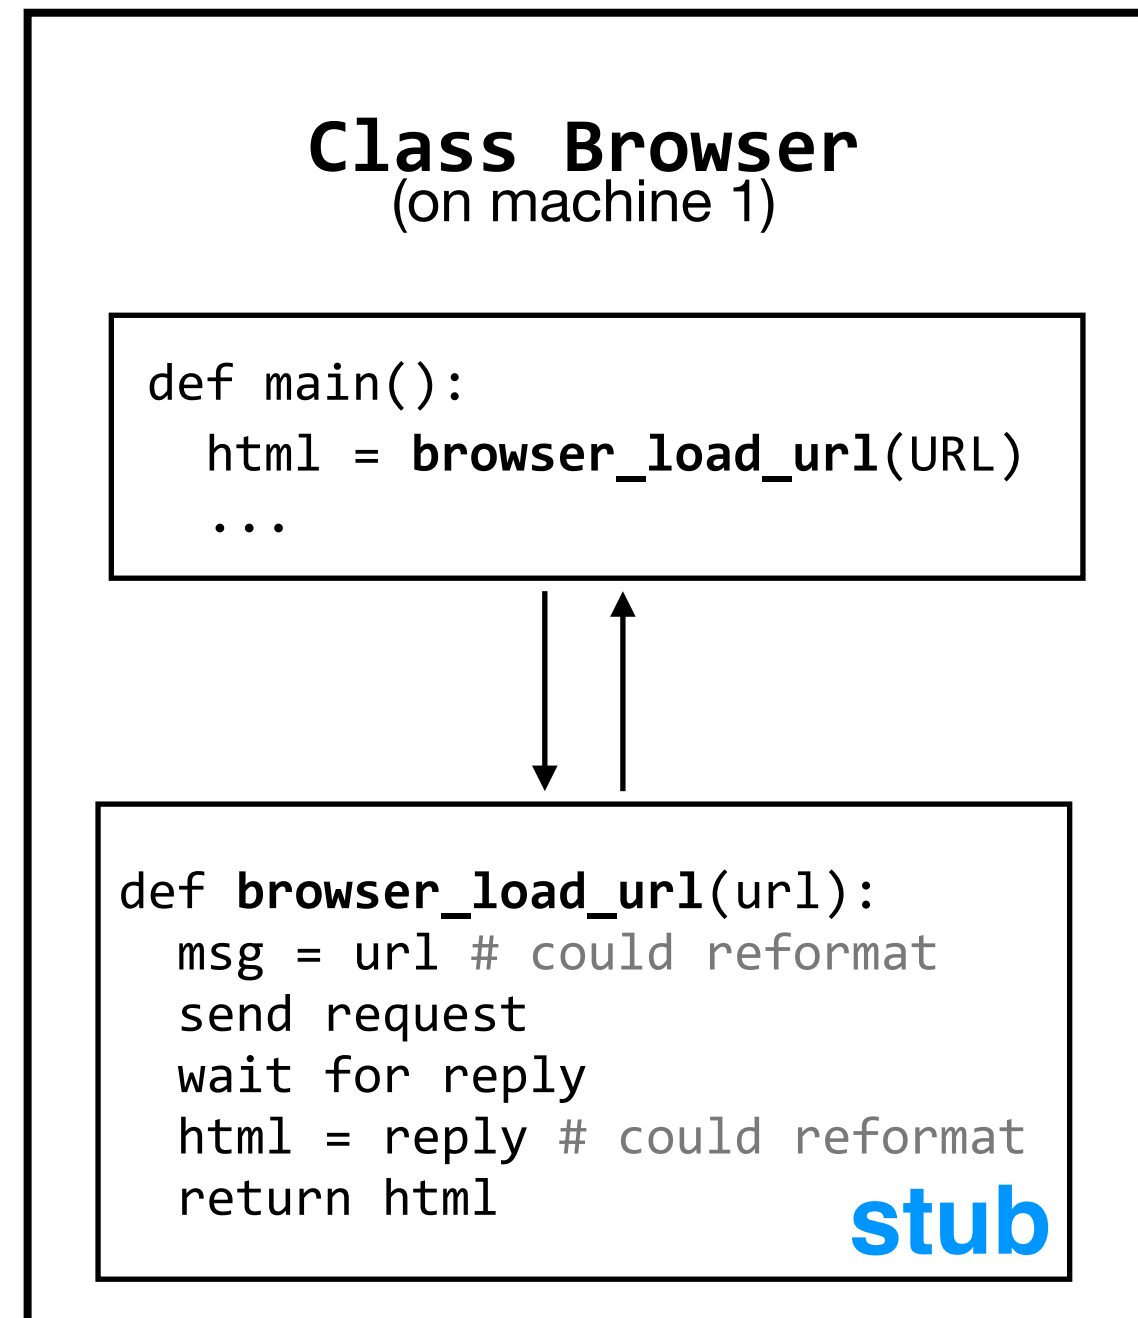 Class Browser
(on machine 1)
def main():
html = browser_load_url(URL)
...
def browser_load_url(url):
msg = url # could reformat
send request
wait for reply
html = reply # could reformat
return html
stub